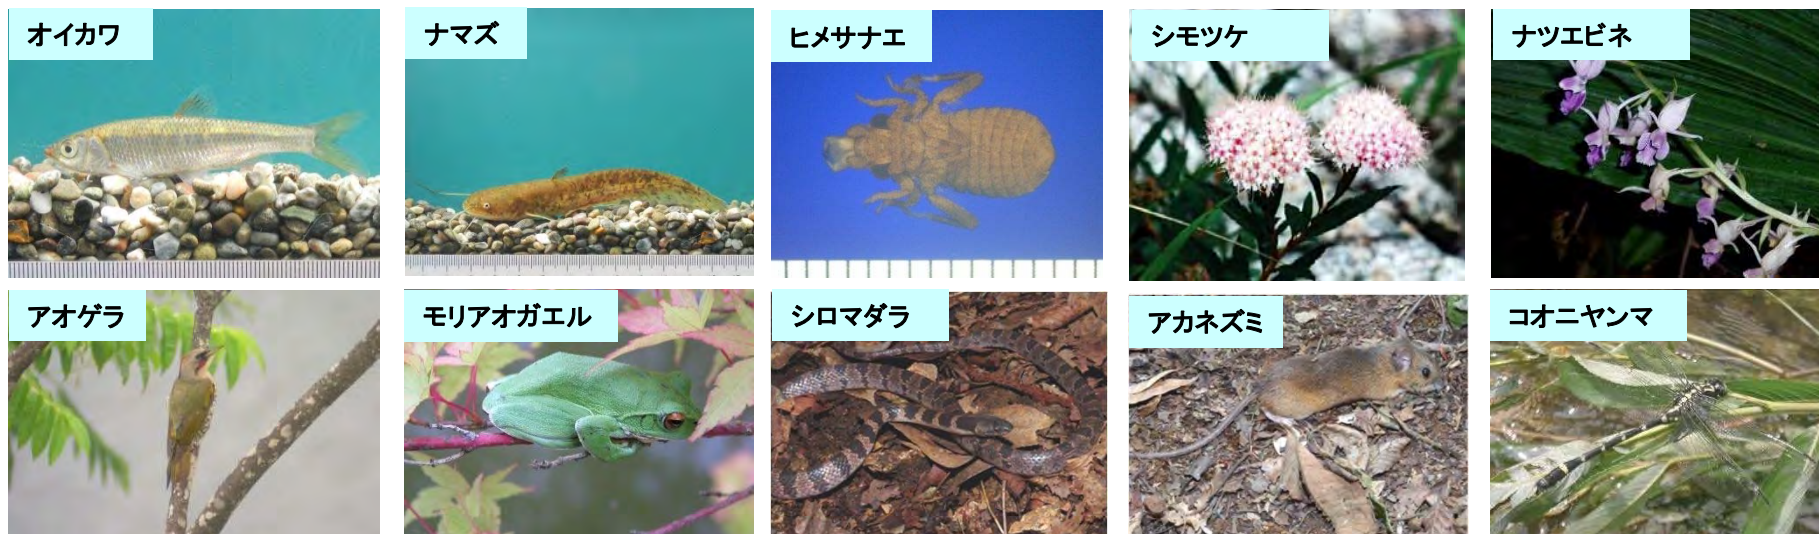 オイカワ
ナマズ
ヒメサナエ
シモツケ
ナツエビネ
アオゲラ
モリアオガエル
シロマダラ
アカネズミ
コオニヤンマ